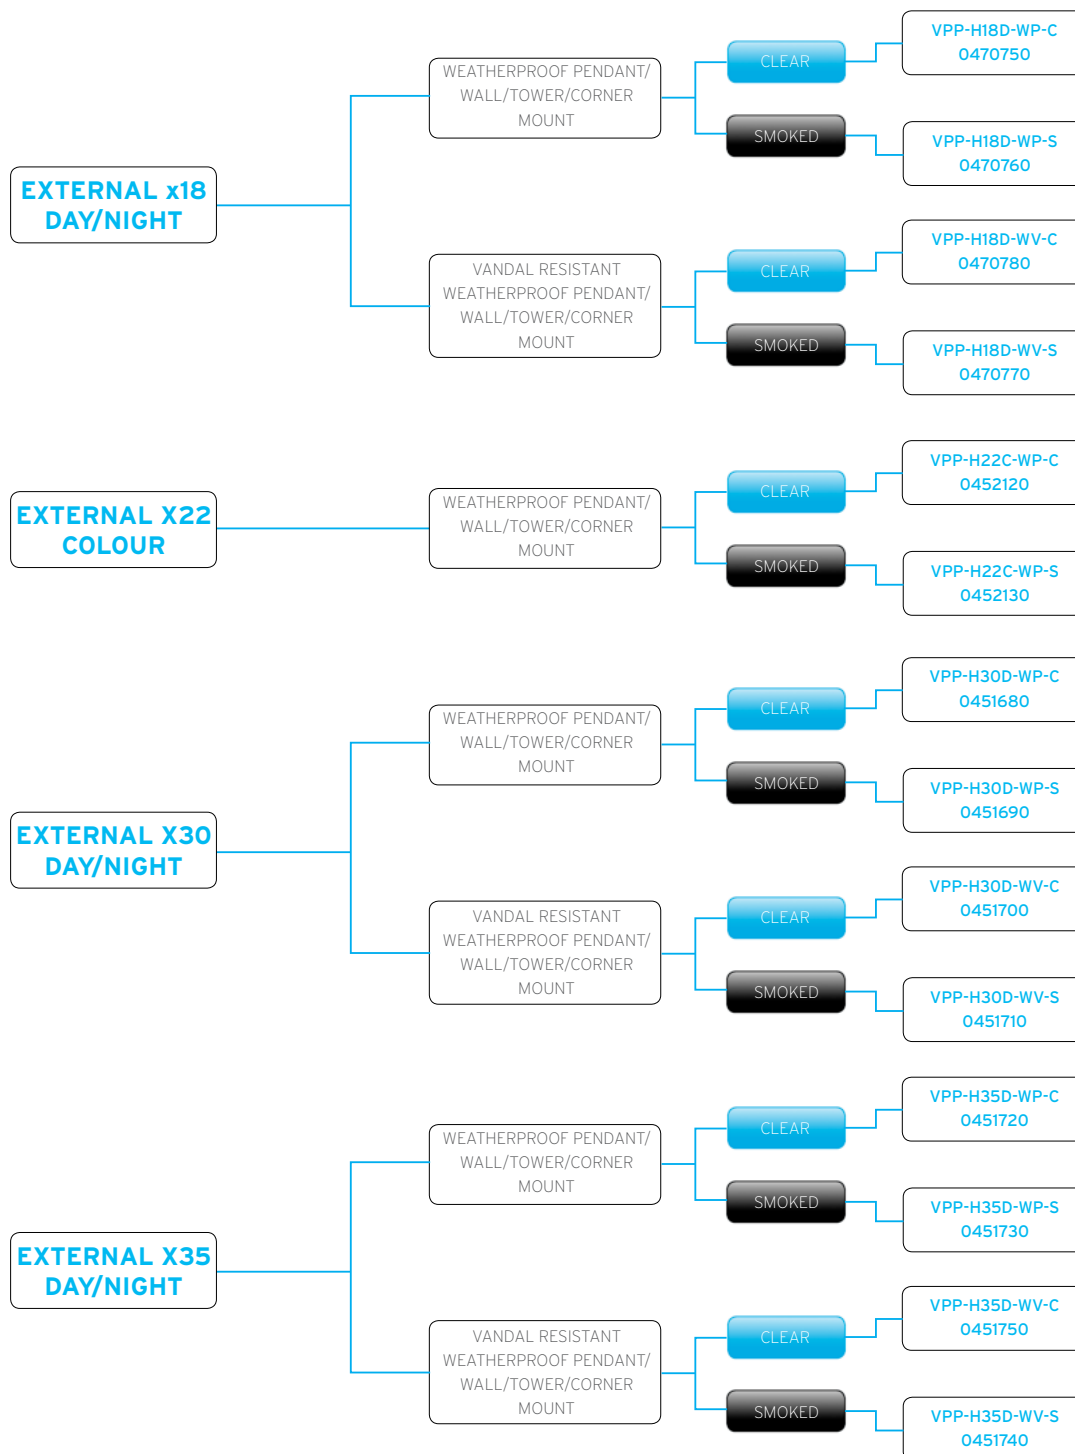 EXTERNAL x18
DAY/NIGHT
WEATHERPROOF PENDANT/
WALL/TOWER/CORNER
MOUNT
CLEAR
VPP-H18D-WP-C
0470750
SMOKED
VPP-H18D-WP-S
0470760
VANDAL RESISTANT
WEATHERPROOF PENDANT/
WALL/TOWER/CORNER
MOUNT
CLEAR
VPP-H18D-WV-C
0470780
SMOKED
VPP-H18D-WV-S
0470770
EXTERNAL X22
COLOUR
WEATHERPROOF PENDANT/
WALL/TOWER/CORNER
MOUNT
CLEAR
VPP-H22C-WP-C
0452120
SMOKED
VPP-H22C-WP-S
0452130
EXTERNAL X30
DAY/NIGHT
WEATHERPROOF PENDANT/
WALL/TOWER/CORNER
MOUNT
CLEAR
VPP-H30D-WP-C
0451680
SMOKED
VPP-H30D-WP-S
0451690
VANDAL RESISTANT
WEATHERPROOF PENDANT/
WALL/TOWER/CORNER
MOUNT
CLEAR
VPP-H30D-WV-C
0451700
SMOKED
VPP-H30D-WV-S
0451710
EXTERNAL X35
DAY/NIGHT
WEATHERPROOF PENDANT/
WALL/TOWER/CORNER
MOUNT
CLEAR
VPP-H35D-WP-C
0451720
SMOKED
VPP-H35D-WP-S
0451730
VANDAL RESISTANT
WEATHERPROOF PENDANT/
WALL/TOWER/CORNER
MOUNT
CLEAR
VPP-H35D-WV-C
0451750
SMOKED
VPP-H35D-WV-S
0451740